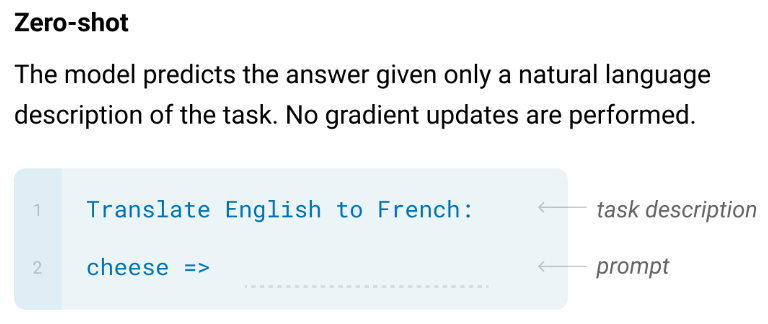 Zero-shot
The model predicts the answer given only a natural language
description of the task. No gradient updates are performed.
1 Translate English to French: task description
2 cheese => prompt